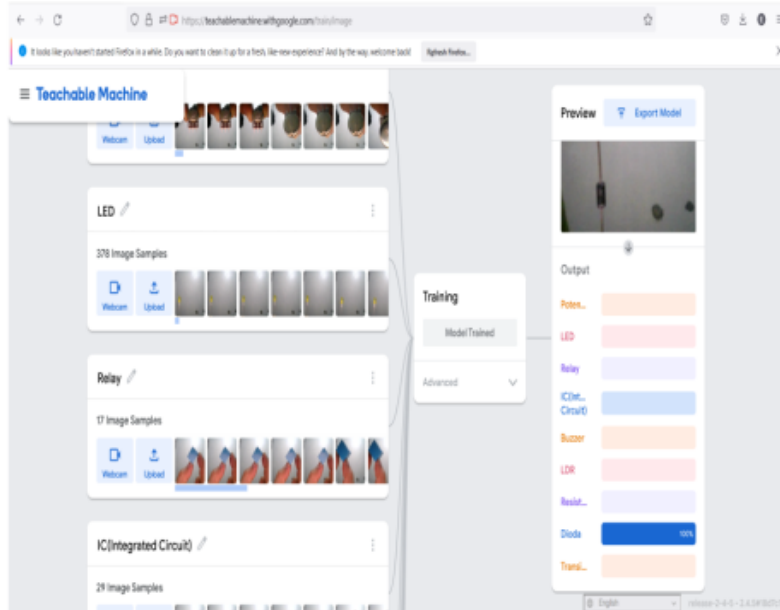 https://teachablemachine.withgoogle.com/train/image
It looks like you haven't started Firefox in a while. Do you want to clean it up for a fresh, like-new experience? And by the way, welcome back!
Refresh Firefox...
Teachable Machine
Webcam
Upload
LED
378 Image Samples
Webcam
Upload
Relay
17 Image Samples
Webcam
Upload
IC(Integrated Circuit)
29 Image Samples
Training
Model Trained
Advanced
Preview
Export Model
Output
Poten...
LED
Relay
IC(Int...
Circuit)
Buzzer
LDR
Resist...
Dioda
100%
Transi...
English